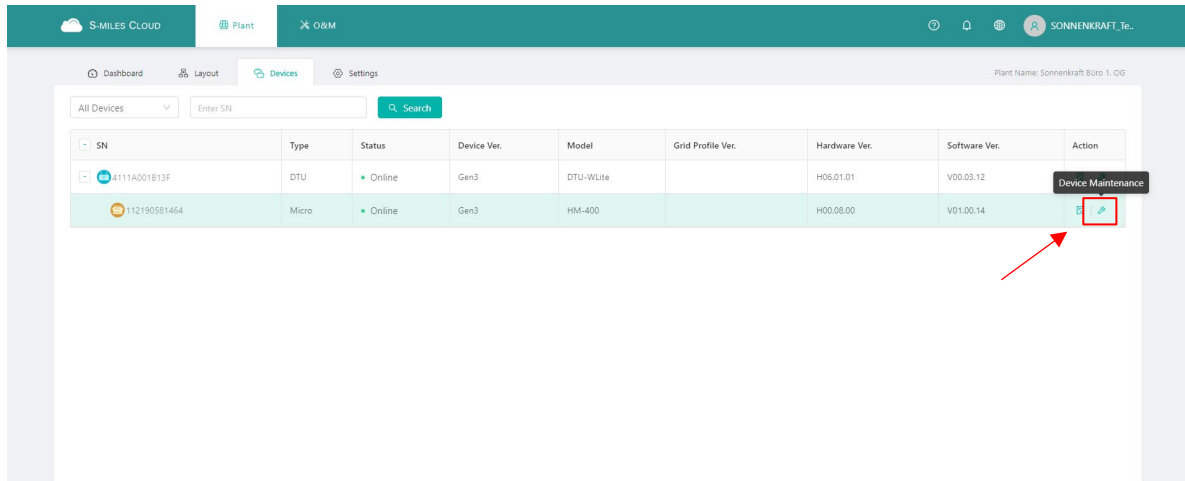 S-MILES CLOUD Plant O&M SONNENKRAFT_Te..
Dashboard Layout Devices Settings Plant Name: Sonnenkraft Büro 1. OG
All Devices Enter SN Search
SN Type Status Device Ver. Model Grid Profile Ver. Hardware Ver. Software Ver. Action
4111A001813F DTU Online Gen3 DTU-WLite H06.01.01 V00.03.12
Device Maintenance
112190581464 Micro Online Gen3 HM-400 H00.08.00 V01.00.14